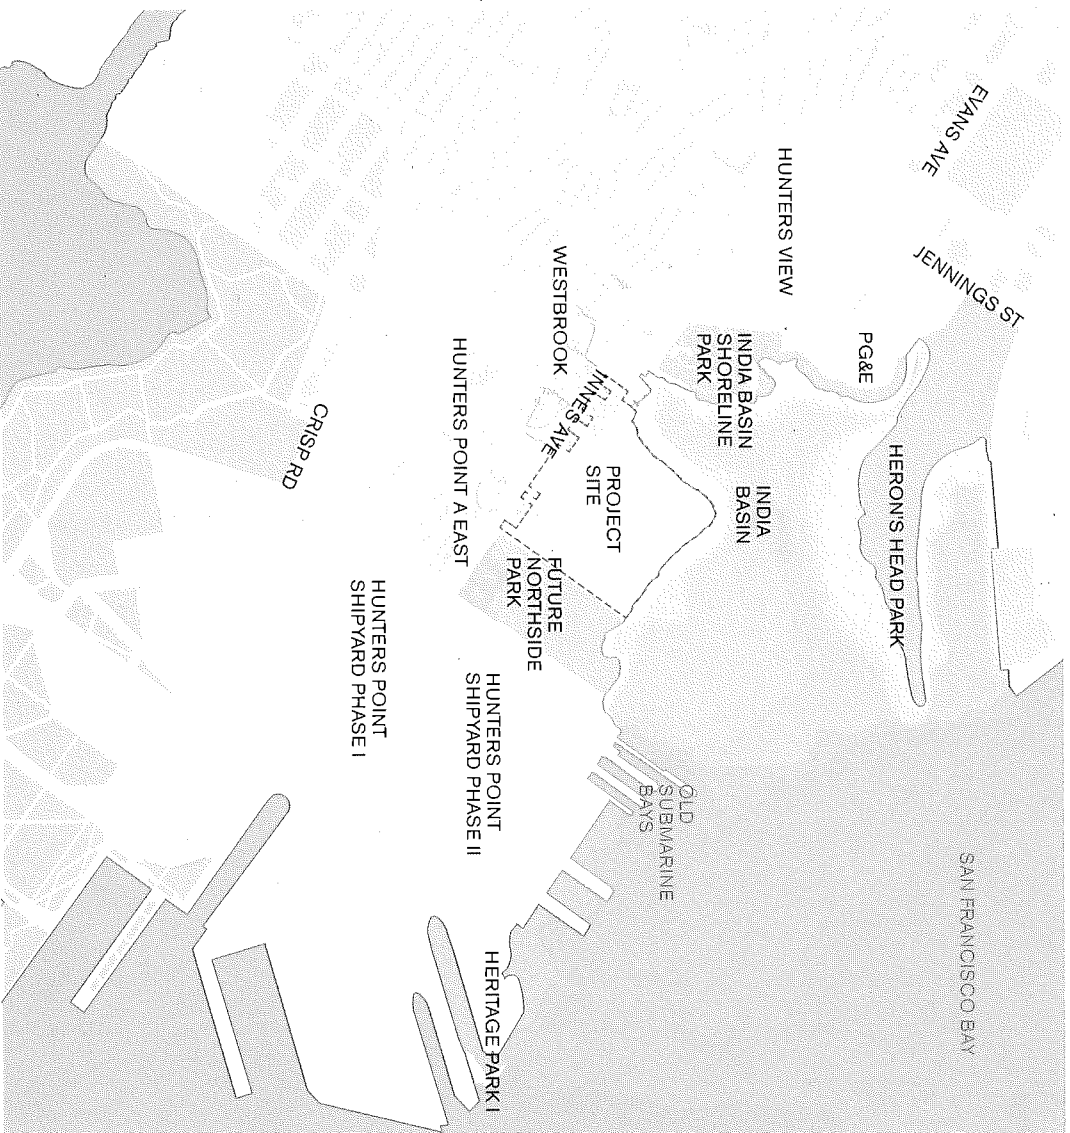 EVANS AVE
JENNINGS ST
SAN FRANCISCO BAY
HERON'S HEAD PARK
PG&E
HUNTERS VIEW
INDIA BASIN
SHORELINE
PARK
INDIA
BASIN
OLD
SUBMARINE
BAYS
PROJECT
SITE
INNES AVE
WESTBROOK
FUTURE
NORTHSIDE
PARK
HUNTERS POINT
SHIPYARD PHASE II
HERITAGE PARK I
HUNTERS POINT A EAST
HUNTERS POINT
SHIPYARD PHASE I
CRISP RD